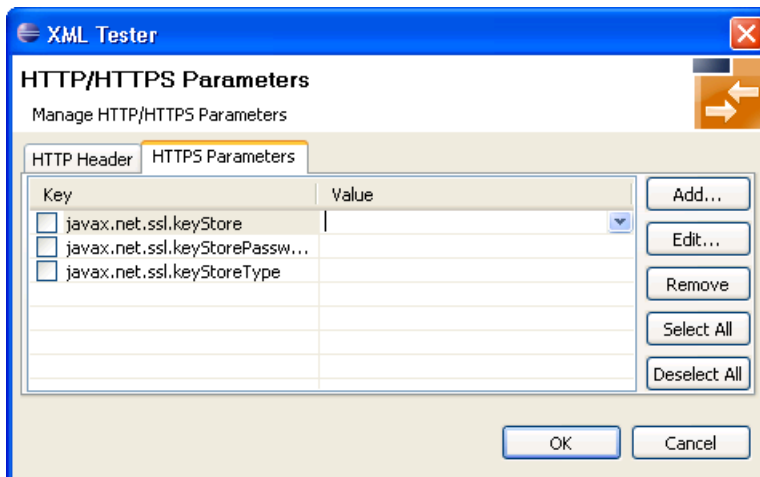 XML Tester
HTTP/HTTPS Parameters
Manage HTTP/HTTPS Parameters
HTTP Header HTTPS Parameters
Key Value Add...
javax.net.ssl.keyStore
javax.net.ssl.keyStorePassw... Edit...
javax.net.ssl.keyStoreType
Remove
Select All
Deselect All
OK Cancel